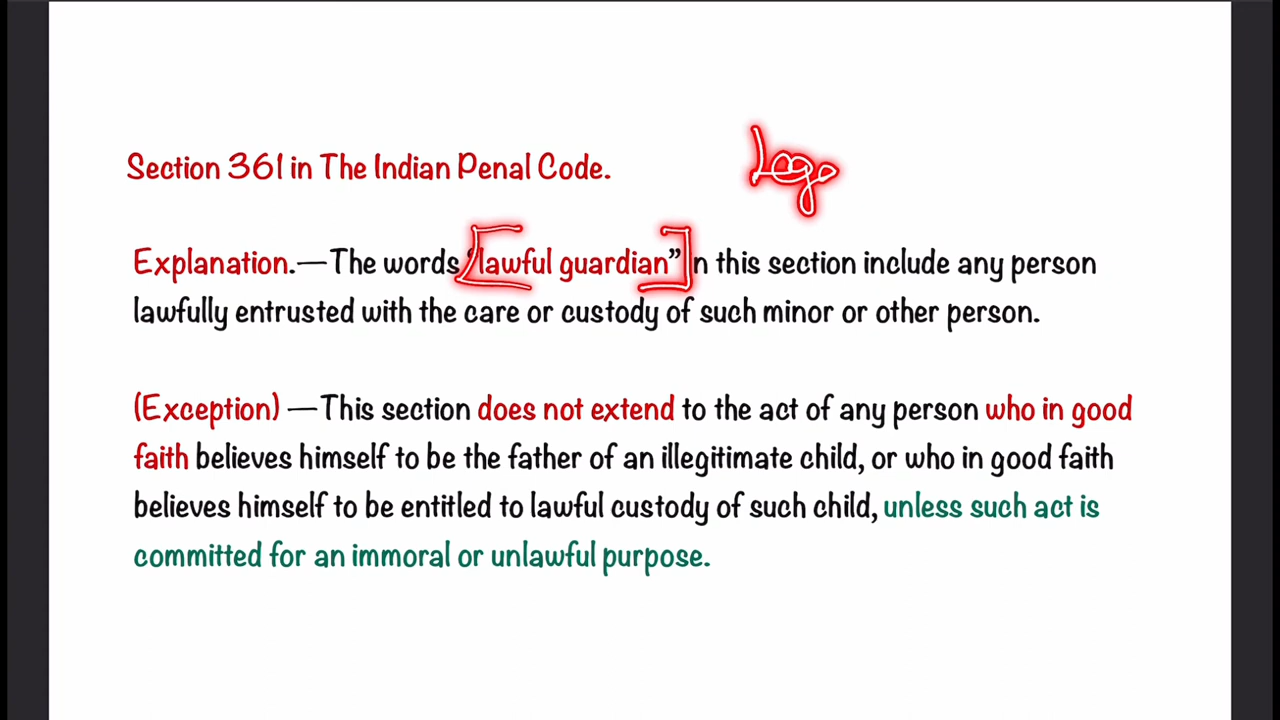 Section 361 in The Indian Penal Code.
Explanation.—The words “lawful guardian” in this section include any person
lawfully entrusted with the care or custody of such minor or other person.
(Exception) —This section does not extend to the act of any person who in good
faith believes himself to be the father of an illegitimate child, or who in good faith
believes himself to be entitled to lawful custody of such child, unless such act is
committed for an immoral or unlawful purpose.